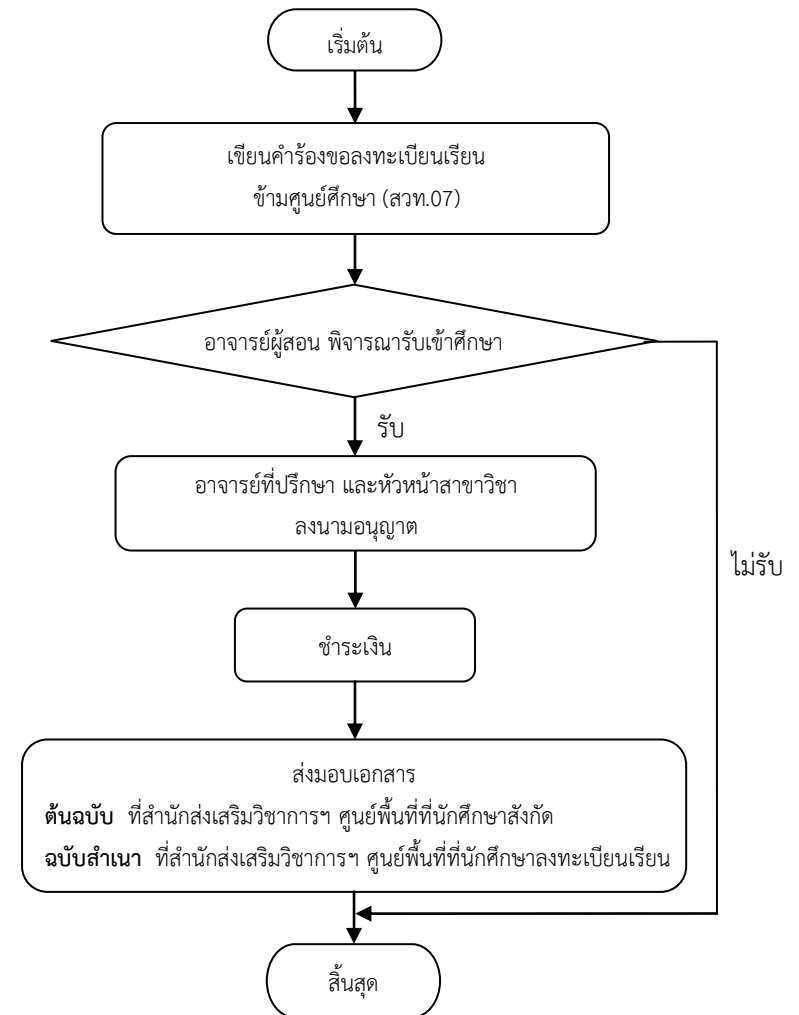 เริ่มต้น
เขียนคำร้องขอลงทะเบียนเรียน
ข้ามศูนย์ศึกษา (สวท.07)
อาจารย์ผู้สอน พิจารณารับเข้าศึกษา
รับ
อาจารย์ที่ปรึกษา และหัวหน้าสาขาวิชา
ลงนามอนุญาต
ไม่รับ
ชำระเงิน
ส่งมอบเอกสาร
ต้นฉบับ ที่สำนักส่งเสริมวิชาการฯ ศูนย์พื้นที่ที่นักศึกษาสังกัด
ฉบับสำเนา ที่สำนักส่งเสริมวิชาการฯ ศูนย์พื้นที่ที่นักศึกษาลงทะเบียนเรียน
สิ้นสุด